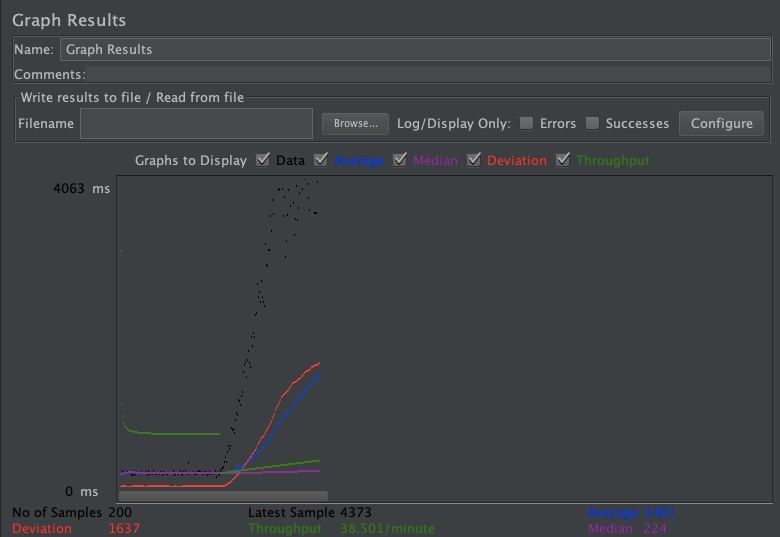 Graph Results
Name: Graph Results
Comments:
Write results to file / Read from file
Filename Browse... Log/Display Only: Errors Successes Configure
Graphs to Display Data Average Median Deviation Throughput
4063 ms
0 ms
No of Samples 200 Latest Sample 4373 Average
Deviation 1637 Throughput 38.501/minute Median 224